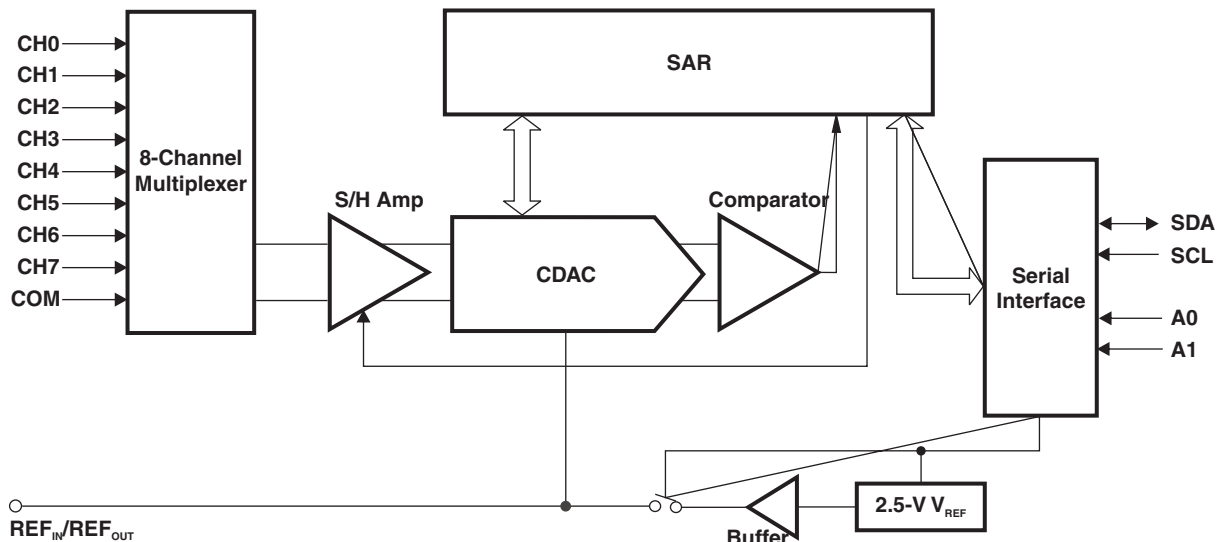 CH0
CH1
CH2
CH3
CH4
CH5
CH6
CH7
COM
8-Channel
Multiplexer
S/H Amp
SAR
CDAC
Comparator
Serial
Interface
SDA
SCL
A0
A1
REFIN/REFOUT
Buffer
2.5-V VREF